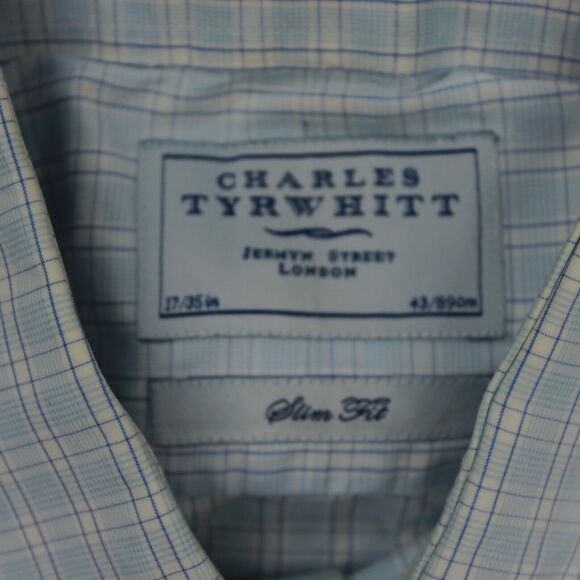 CHARLES
TYRWHITT
JERMYN STREET
LONDON
17/35in 43/89cm
Slim Fit